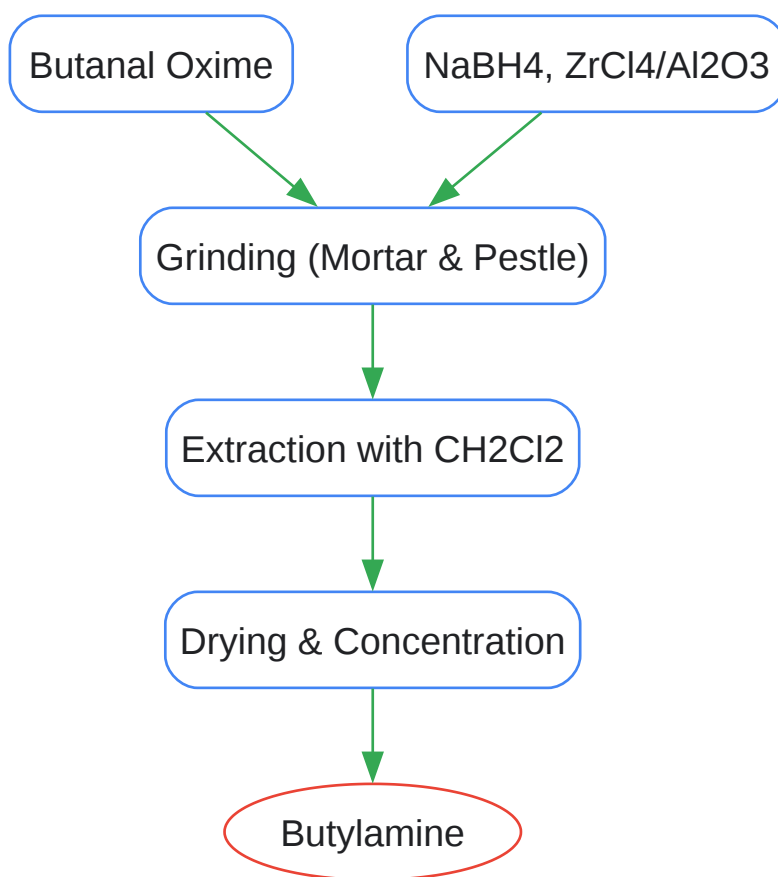 Butanal Oxime
NaBH4, ZrCl4/Al2O3
Grinding (Mortar & Pestle)
Extraction with CH2Cl2
Drying & Concentration
Butylamine